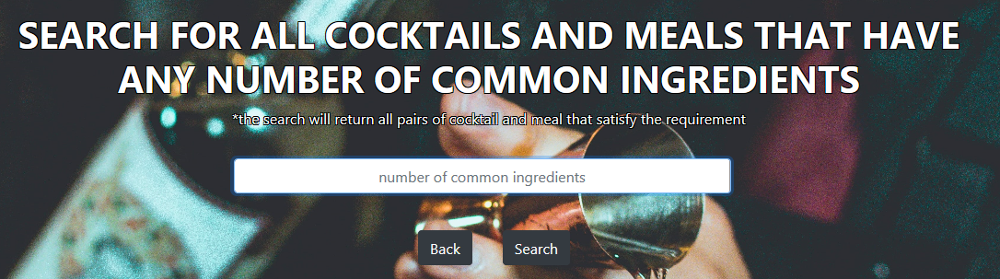 SEARCH FOR ALL COCKTAILS AND MEALS THAT HAVE
ANY NUMBER OF COMMON INGREDIENTS
*the search will return all pairs of cocktail and meal that satisfy the requirement
number of common ingredients
Back Search